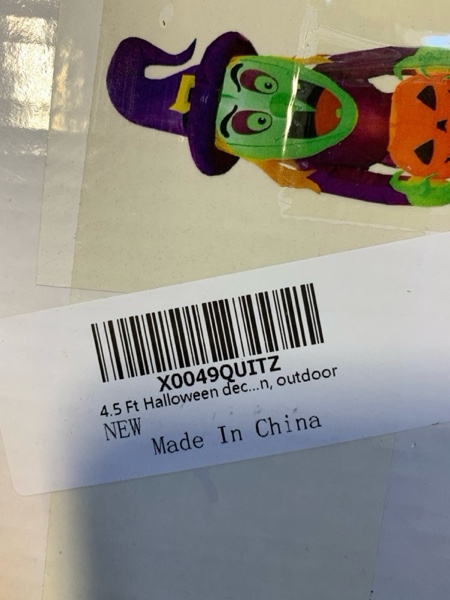 X0049QUITZ
4.5 Ft Halloween dec...n, outdoor
NEW
Made In China